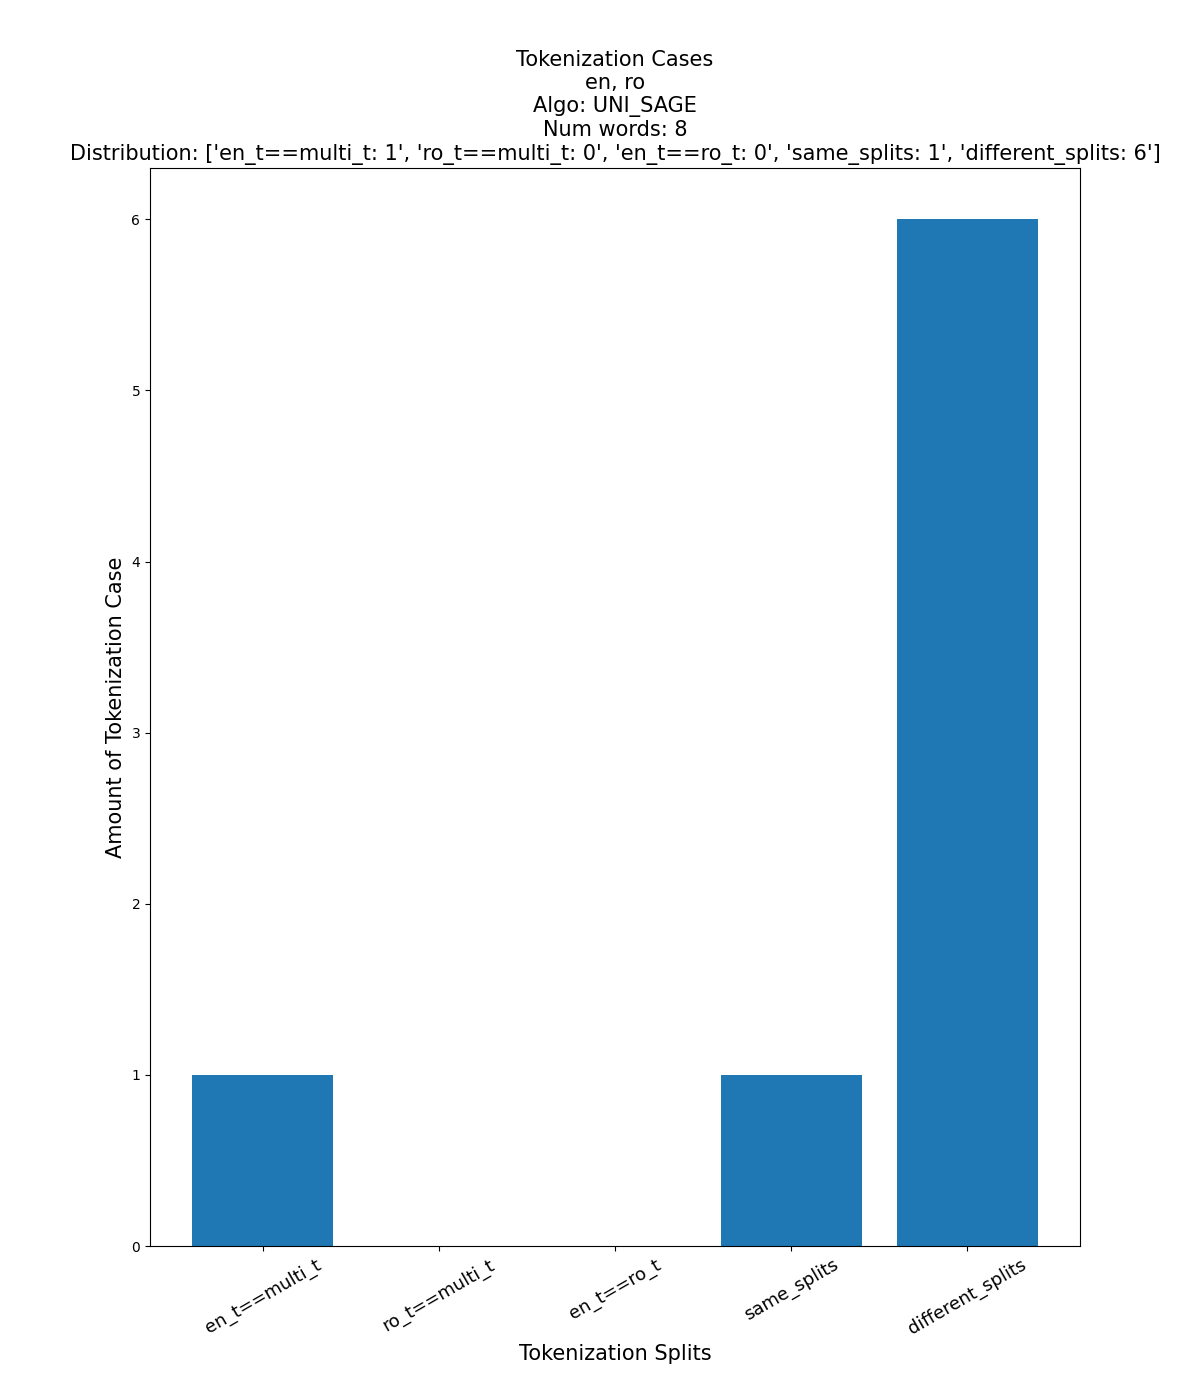 Tokenization Cases
en, ro
Algo: UNI_SAGE
Num words: 8
Distribution: ['en_t==multi_t: 1', 'ro_t==multi_t: 0', 'en_t==ro_t: 0', 'same_splits: 1', 'different_splits: 6']
6
5
4
3
2
1
0
Amount of Tokenization Case
en_t==multi_t
ro_t==multi_t
en_t==ro_t
same_splits
different_splits
Tokenization Splits